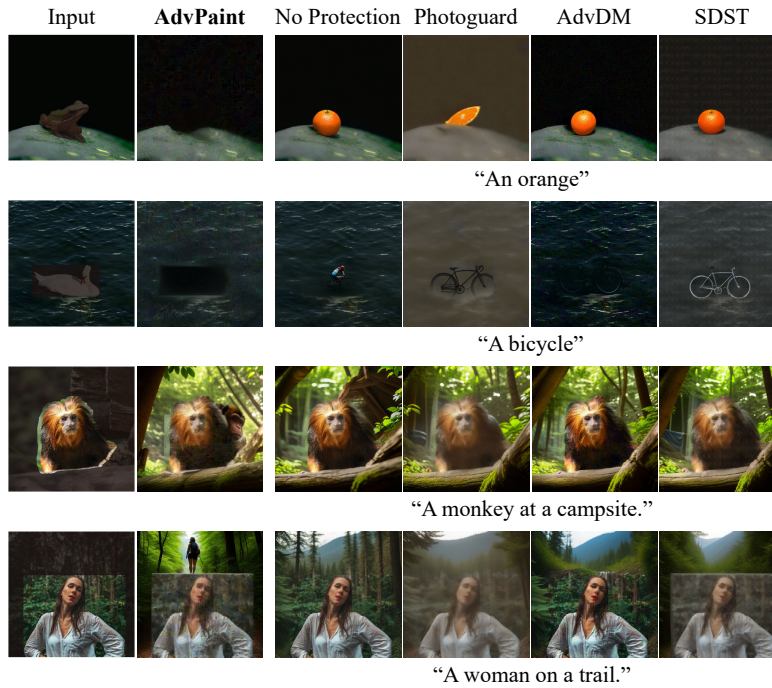 Input AdvPaint No Protection Photoguard AdvDM SDST
“An orange”
“A bicycle”
“A monkey at a campsite.”
“A woman on a trail.”